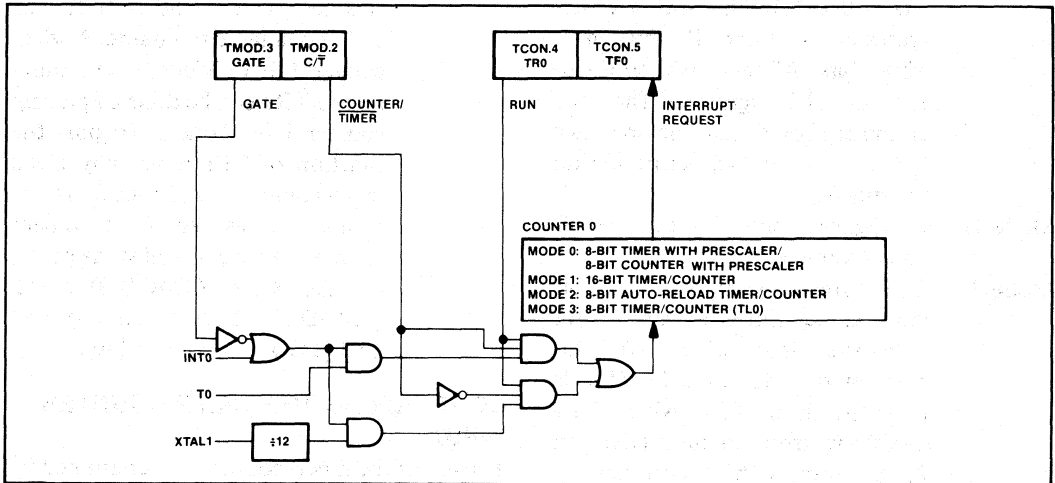 TMOD.3
GATE
TMOD.2
C/T̅
TCON.4
TR0
TCON.5
TF0
GATE
COUNTER/
T̅I̅M̅E̅R̅
RUN
INTERRUPT
REQUEST
COUNTER 0
MODE 0: 8-BIT TIMER WITH PRESCALER/
8-BIT COUNTER WITH PRESCALER
MODE 1: 16-BIT TIMER/COUNTER
MODE 2: 8-BIT AUTO-RELOAD TIMER/COUNTER
MODE 3: 8-BIT TIMER/COUNTER (TL0)
I̅N̅T̅0̅
T0
XTAL1
÷12